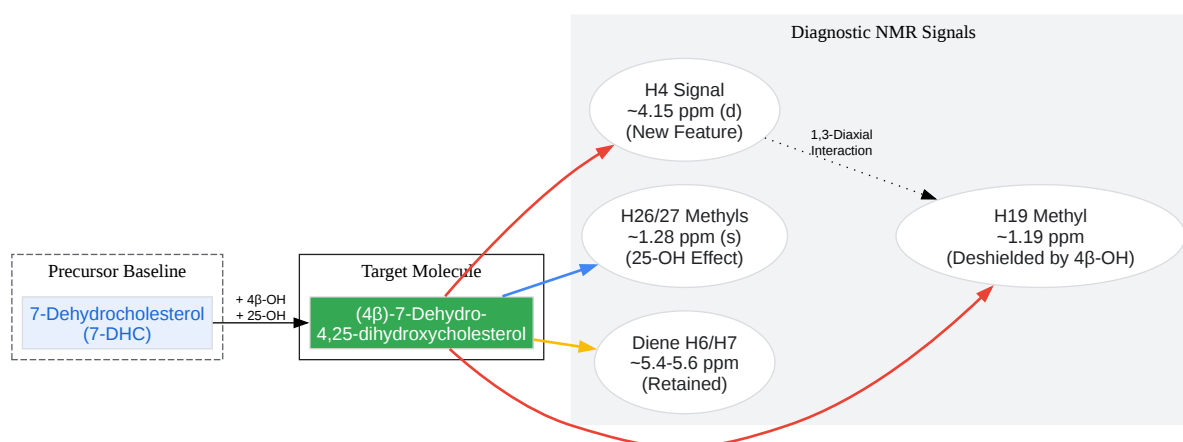 Diagnostic NMR Signals
H4 Signal
~4.15 ppm (d)
(New Feature)
1,3-Diaxial
Interaction
H26/27 Methyls
~1.28 ppm (s)
(25-OH Effect)
H19 Methyl
~1.19 ppm
(Deshielded by 4β-OH)
Precursor Baseline
7-Dehydrocholesterol
(7-DHC)
+ 4β-OH
+ 25-OH
Target Molecule
(4β)-7-Dehydro-
4,25-dihydroxycholesterol
Diene H6/H7
~5.4-5.6 ppm
(Retained)